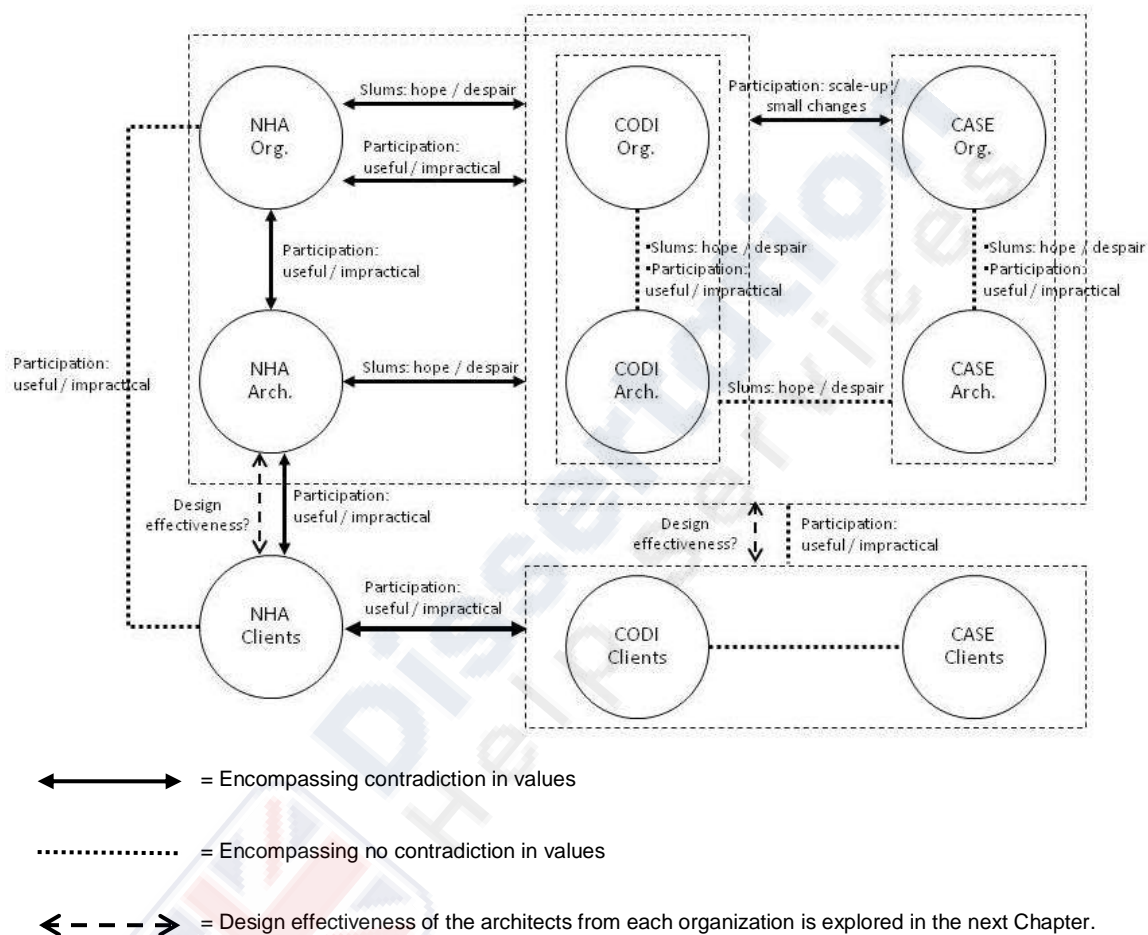 NHA
Org.
Slums: hope / despair
Participation:
useful / impractical
CODI
Org.
Participation: scale-up /
small changes
CASE
Org.
Participation:
useful / impractical
▪Slums: hope / despair
▪Participation:
useful / impractical
▪Slums: hope / despair
▪Participation:
useful / impractical
Participation:
useful / impractical
NHA
Arch.
Slums: hope / despair
CODI
Arch.
Slums: hope / despair
CASE
Arch.
Design
effectiveness?
Participation:
useful / impractical
Design
effectiveness?
Participation:
useful / impractical
NHA
Clients
Participation:
useful / impractical
CODI
Clients
CASE
Clients
= Encompassing contradiction in values
= Encompassing no contradiction in values
= Design effectiveness of the architects from each organization is explored in the next Chapter.
Dissertation
Help Services